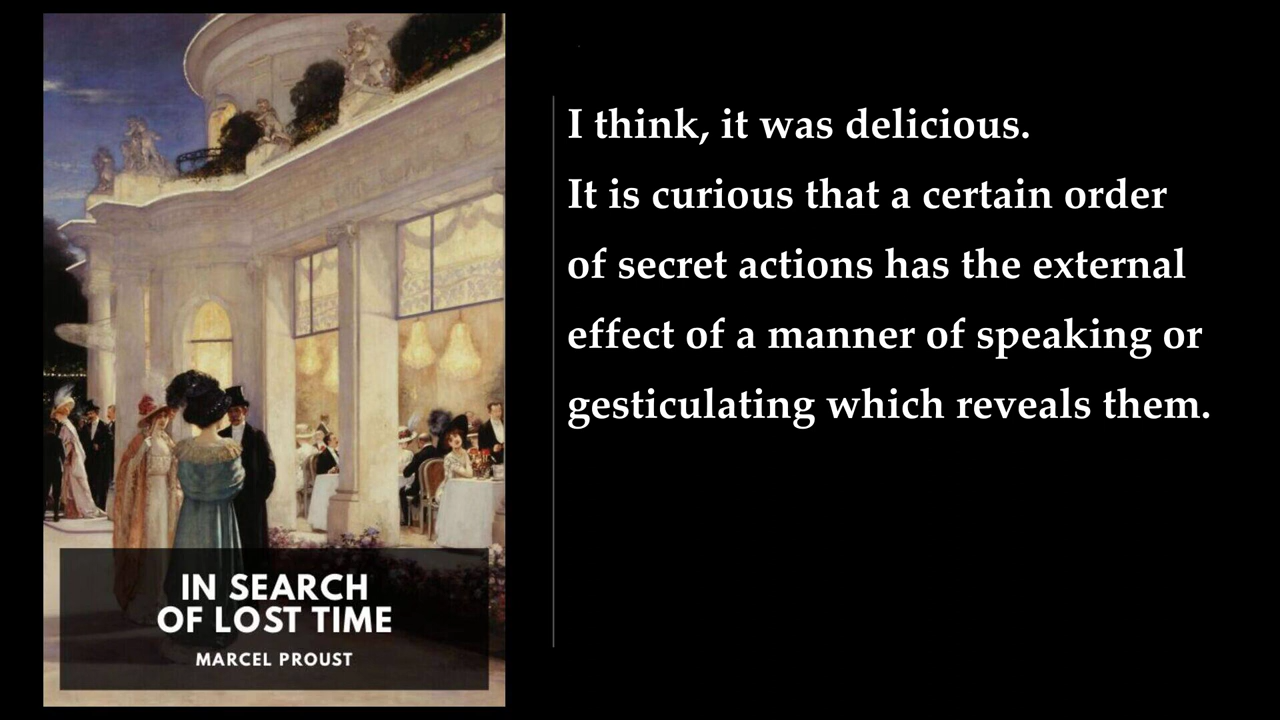 I think, it was delicious.
It is curious that a certain order
of secret actions has the external
effect of a manner of speaking or
gesticulating which reveals them.
IN SEARCH
OF LOST TIME
MARCEL PROUST